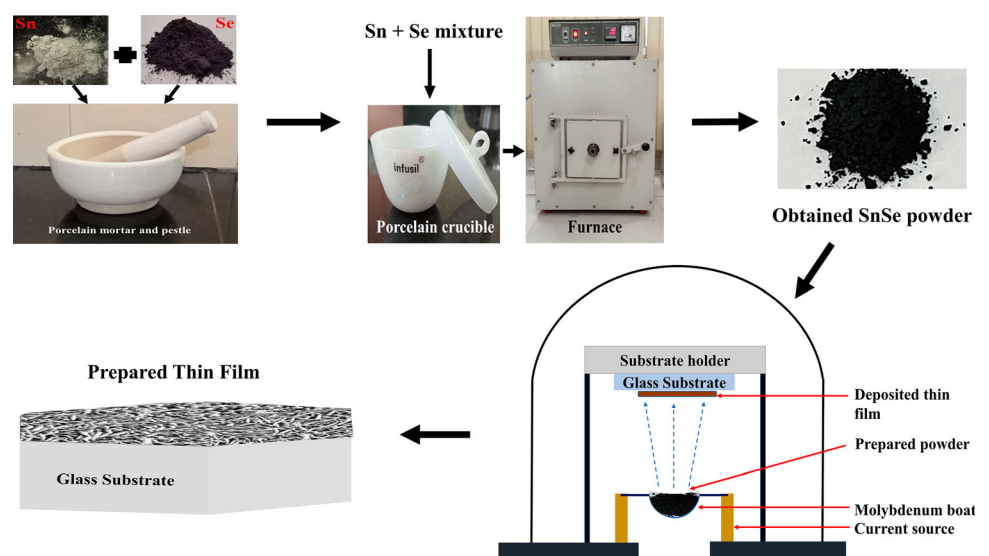 Sn
Se
Porcelain mortar and pestle
Sn + Se mixture
infusil®
Porcelain crucible
Furnace
Obtained SnSe powder
Substrate holder
Glass Substrate
Deposited thin
film
Prepared powder
Molybdenum boat
Current source
Prepared Thin Film
Glass Substrate